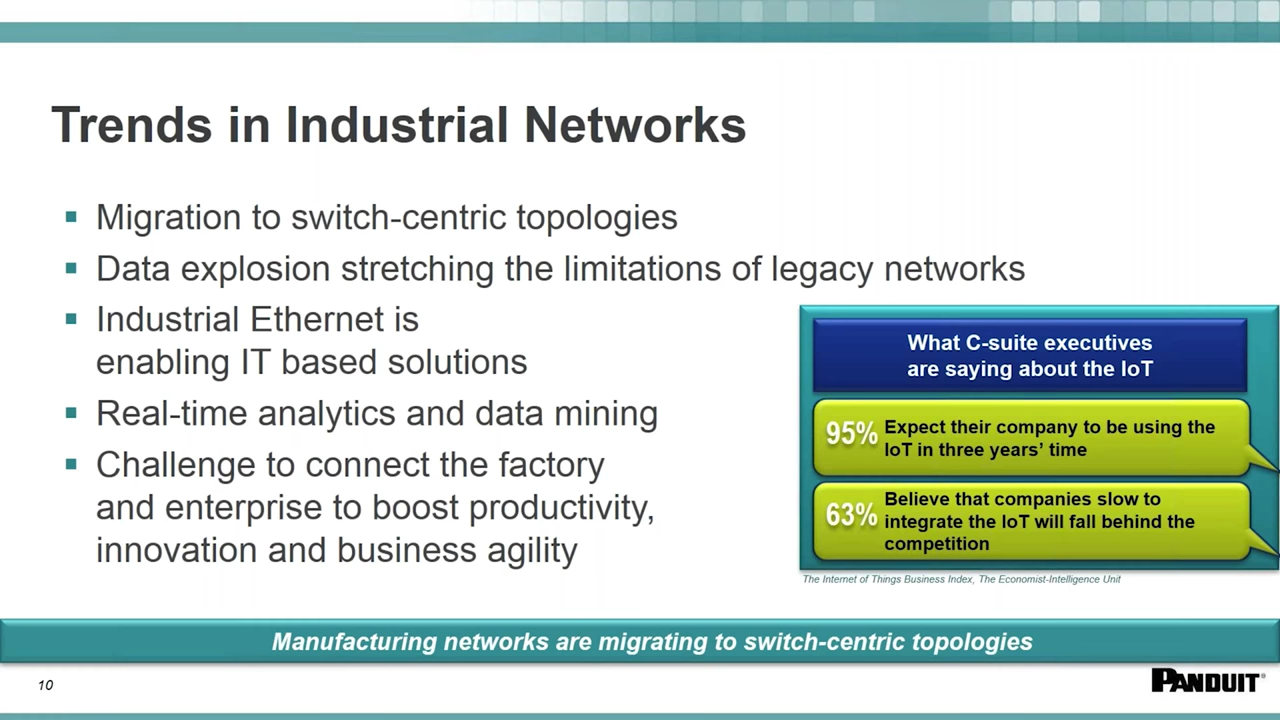 Trends in Industrial Networks
Migration to switch-centric topologies
Data explosion stretching the limitations of legacy networks
Industrial Ethernet is
enabling IT based solutions
Real-time analytics and data mining
Challenge to connect the factory
and enterprise to boost productivity,
innovation and business agility
What C-suite executives
are saying about the IoT
95% Expect their company to be using the
IoT in three years’ time
63% Believe that companies slow to
integrate the IoT will fall behind the
competition
The Internet of Things Business Index, The Economist-Intelligence Unit
Manufacturing networks are migrating to switch-centric topologies
10
PANDUIT®